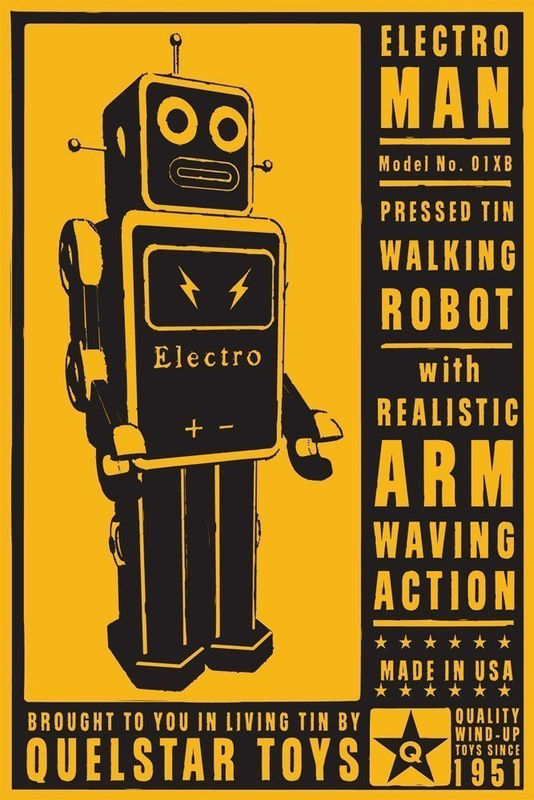 Electro
+ -
ELECTRO
MAN
Model No. 01XB
PRESSED TIN
WALKING
ROBOT
with
REALISTIC
ARM
WAVING
ACTION
MADE IN USA
BROUGHT TO YOU IN LIVING TIN BY
QUELSTAR TOYS
Q
QUALITY
WIND-UP
TOYS SINCE
1951